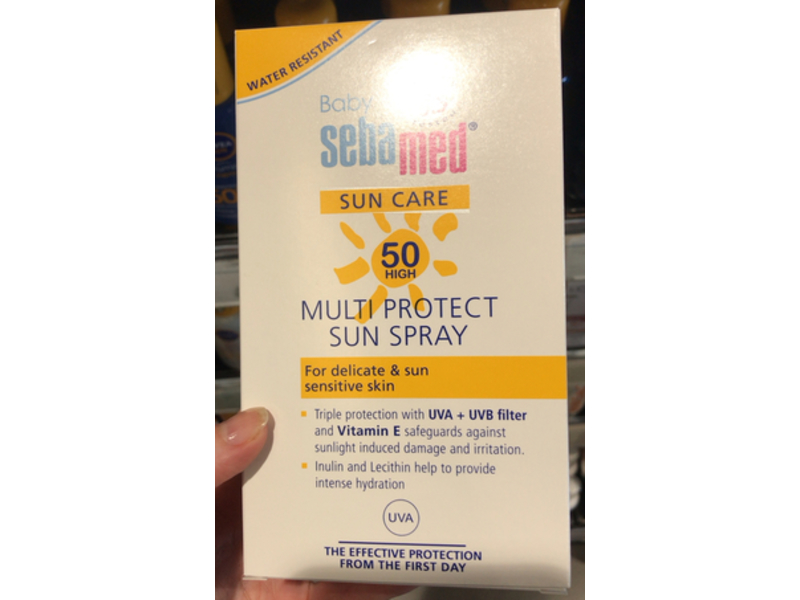 WATER RESISTANT
Baby
sebamed®
SUN CARE
50
HIGH
MULTI PROTECT
SUN SPRAY
For delicate & sun
sensitive skin
Triple protection with UVA + UVB filter
and Vitamin E safeguards against
sunlight induced damage and irritation.
Inulin and Lecithin help to provide
intense hydration
UVA
THE EFFECTIVE PROTECTION
FROM THE FIRST DAY